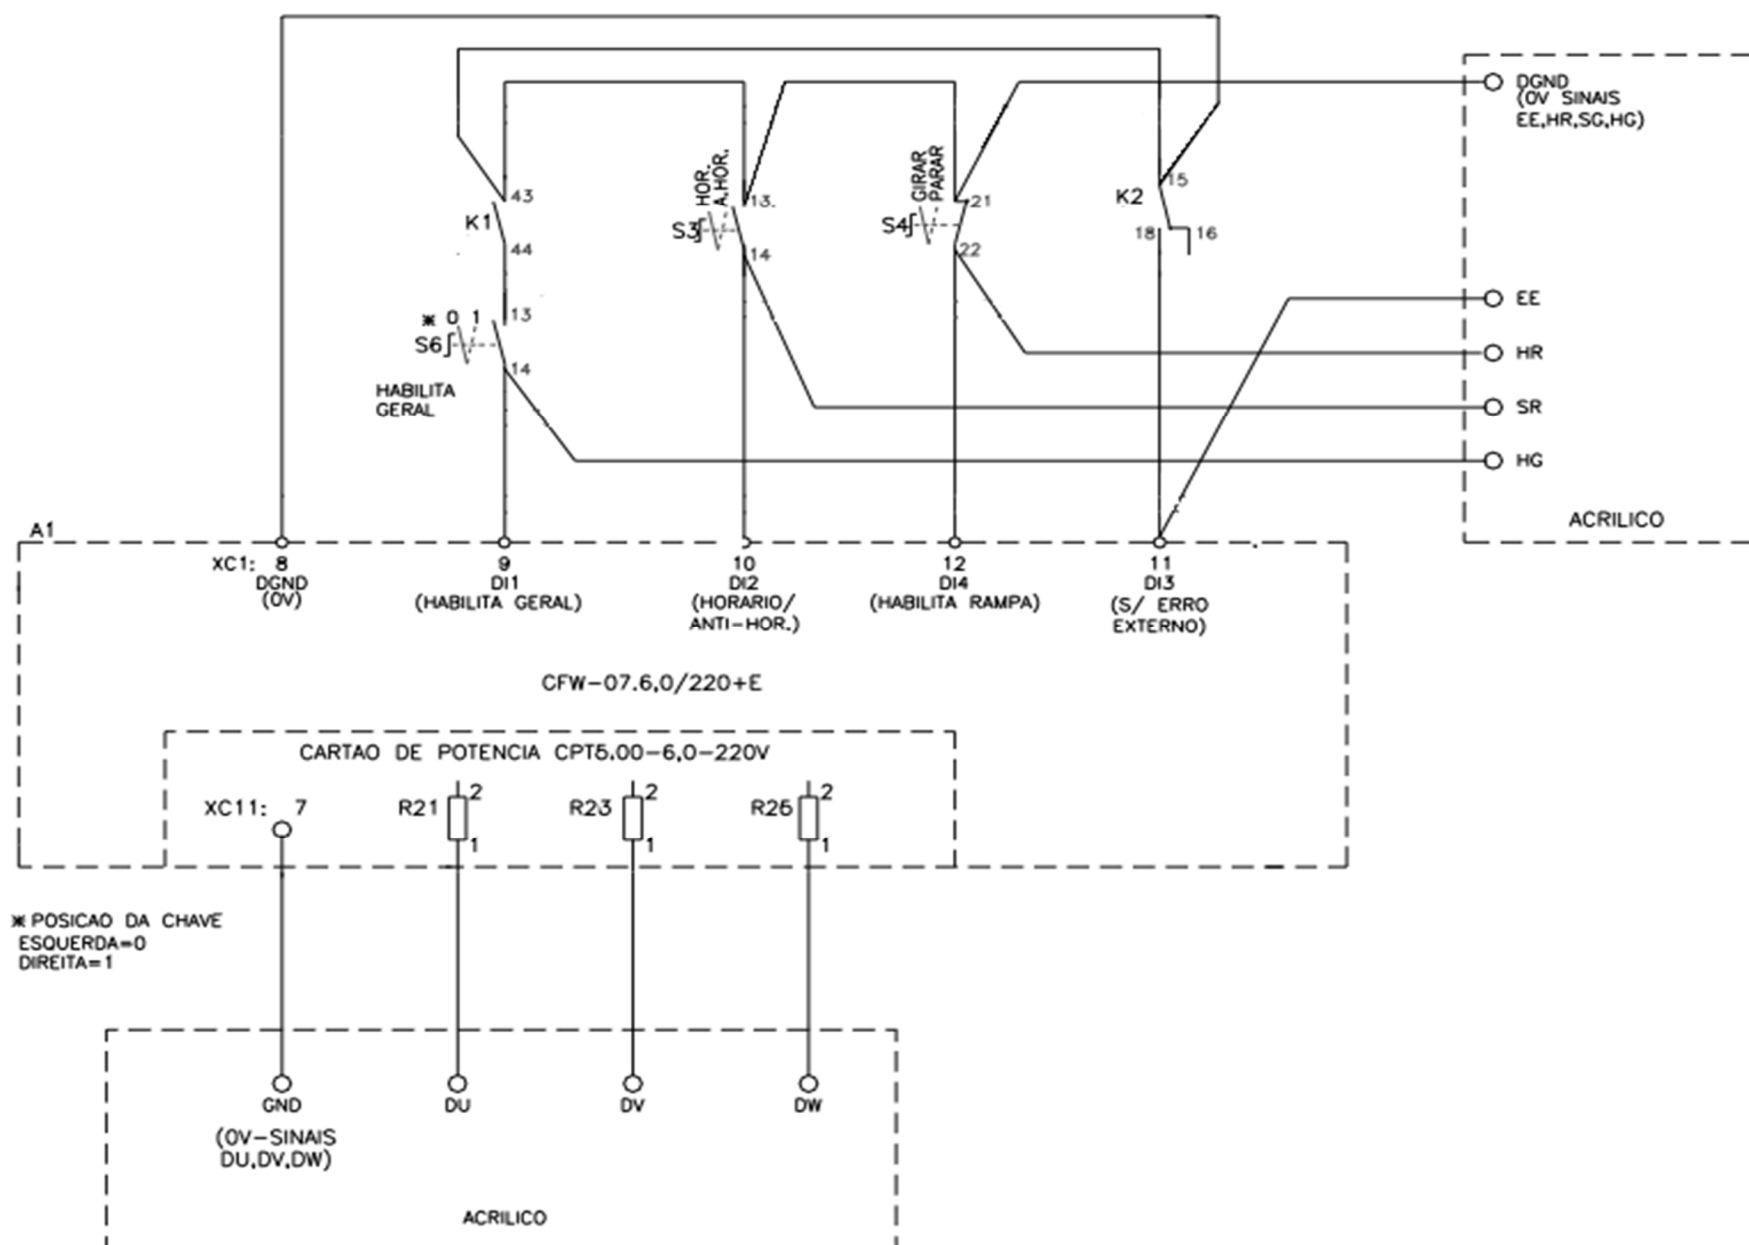 DGND
(0V SINAIS
EE,HR,SG,HG)
HOR.
A.HOR.
GIRAR
PARAR
15
K2
43
K1
13.
S3
21
S4
18
16
44
14
22
* 0 1
13
S6
14
HABILITA
GERAL
EE
HR
SR
HG
ACRILICO
A1
XC1: 8
DGND
(0V)
9
DI1
(HABILITA GERAL)
10
DI2
(HORARIO/
ANTI-HOR.)
12
DI4
(HABILITA RAMPA)
11
DI3
(S/ ERRO
EXTERNO)
CFW-07.6,0/220+E
CARTAO DE POTENCIA CPT5.00-6,0-220V
XC11: 7
R21
2
1
R23
2
1
R25
2
1
* POSICAO DA CHAVE
ESQUERDA=0
DIREITA=1
GND
(0V-SINAIS
DU,DV,DW)
DU
DV
DW
ACRILICO